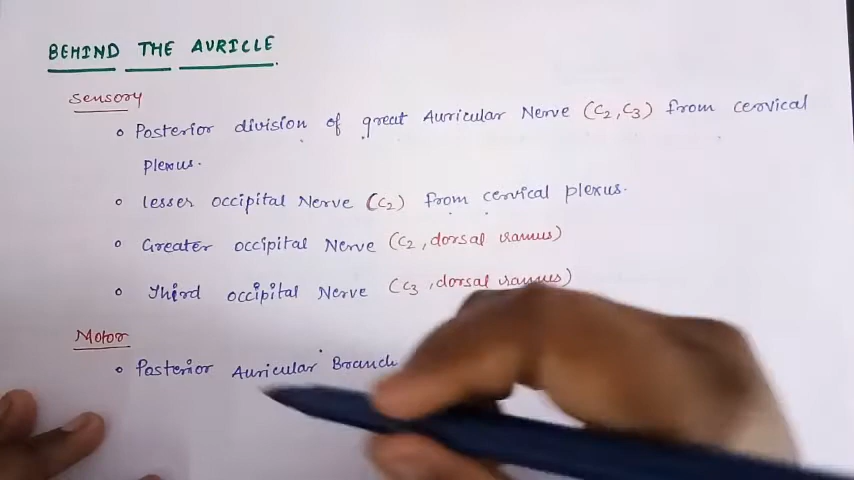 BEHIND THE AURICLE
Sensory
Posterior division of great Auricular Nerve (C2,C3) from cervical
plexus.
lesser occipital Nerve (C2) from cervical plexus.
Greater occipital Nerve (C2, dorsal ramus)
Third occipital Nerve (C3, dorsal ramus)
Motor
Posterior Auricular Branch